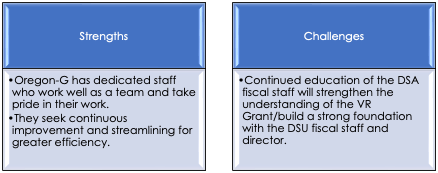 Strengths
•Oregon-G has dedicated staff
who work well as a team and take
pride in their work.
•They seek continuous
improvement and streamlining for
greater efficiency.
Challenges
•Continued education of the DSA
fiscal staff will strengthen the
understanding of the VR
Grant/build a strong foundation
with the DSU fiscal staff and
director.